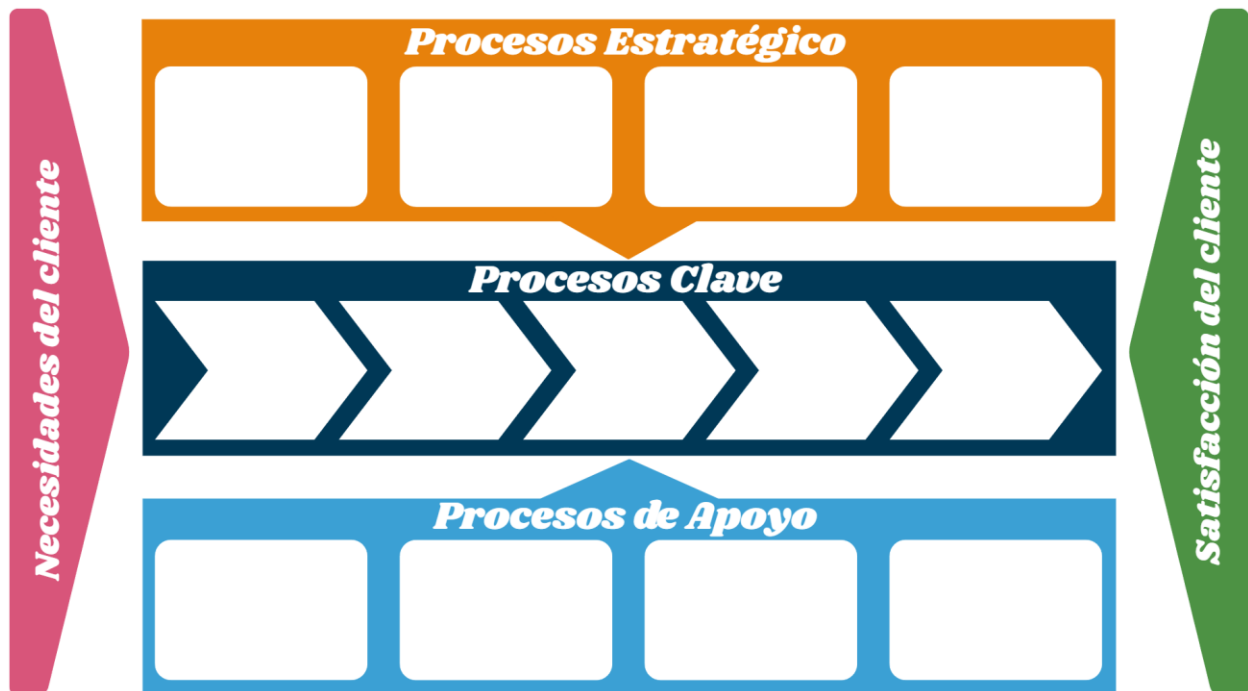 Necesidades del cliente
Procesos Estratégico
Procesos Clave
Procesos de Apoyo
Satisfacción del cliente